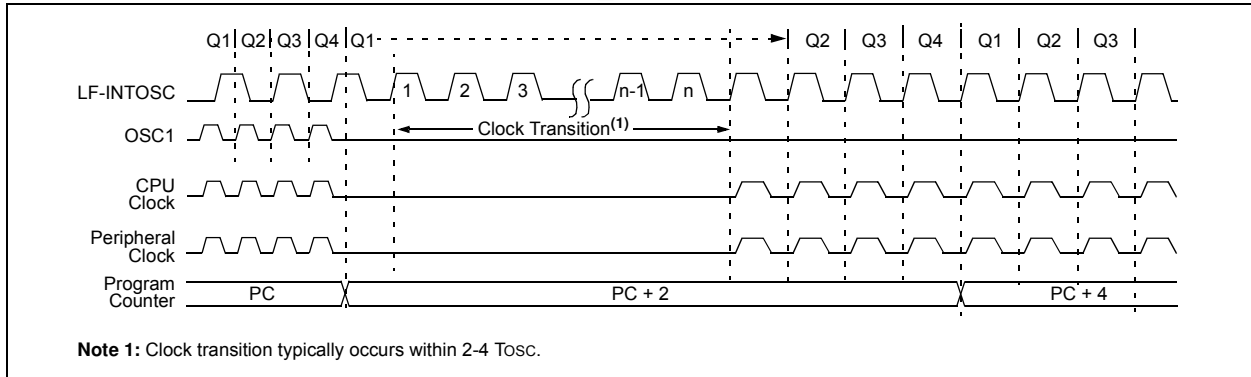 Q1 Q2 Q3 Q4 Q1 Q2 Q3 Q4 Q1 Q2 Q3
LF-INTOSC 1 2 3 n-1 n
OSC1 Clock Transition(1)
CPU
Clock
Peripheral
Clock
Program
Counter
PC PC + 2 PC + 4
Note 1: Clock transition typically occurs within 2-4 TOSC.